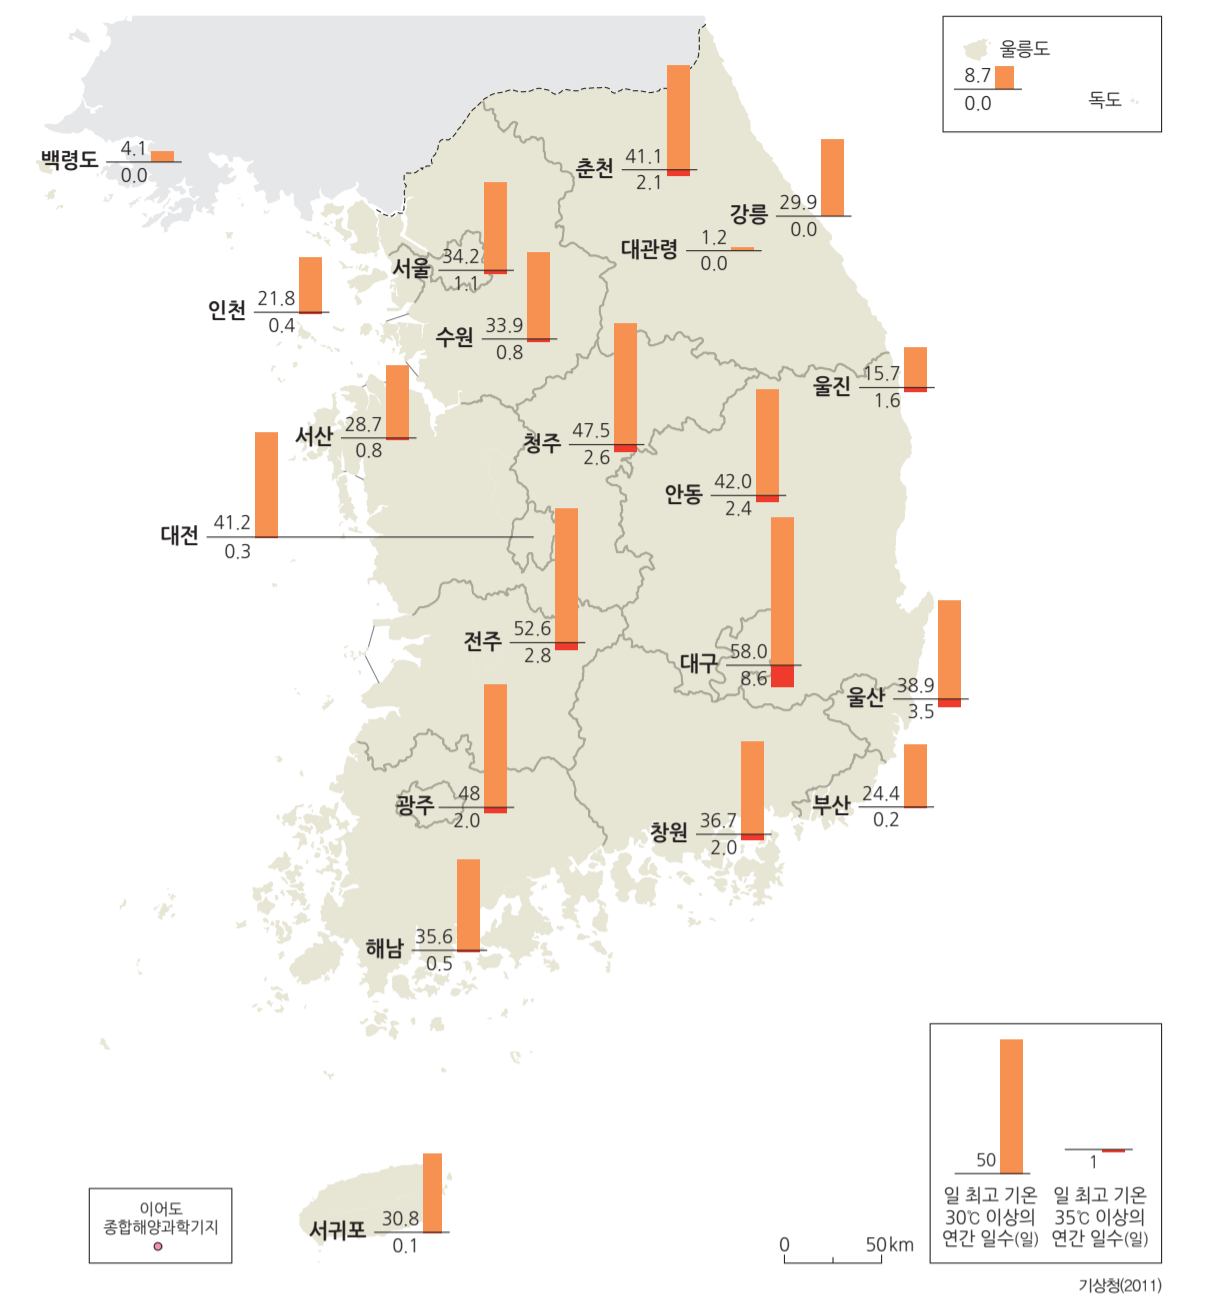 울릉도
8.7
0.0
독도
백령도
4.1
0.0
춘천
41.1
2.1
강릉
29.9
0.0
대관령
1.2
0.0
서울
34.2
1.1
인천
21.8
0.4
수원
33.9
0.8
울진
15.7
1.6
서산
28.7
0.8
청주
47.5
2.6
안동
42.0
2.4
대전
41.2
0.3
전주
52.6
2.8
대구
58.0
8.6
울산
38.9
3.5
광주
48
2.0
부산
24.4
0.2
창원
36.7
2.0
해남
35.6
0.5
서귀포
30.8
0.1
이어도
종합해양과학기지
0 50km
50
일 최고 기온
30℃ 이상의
연간 일수(일)
1
일 최고 기온
35℃ 이상의
연간 일수(일)
기상청(2011)